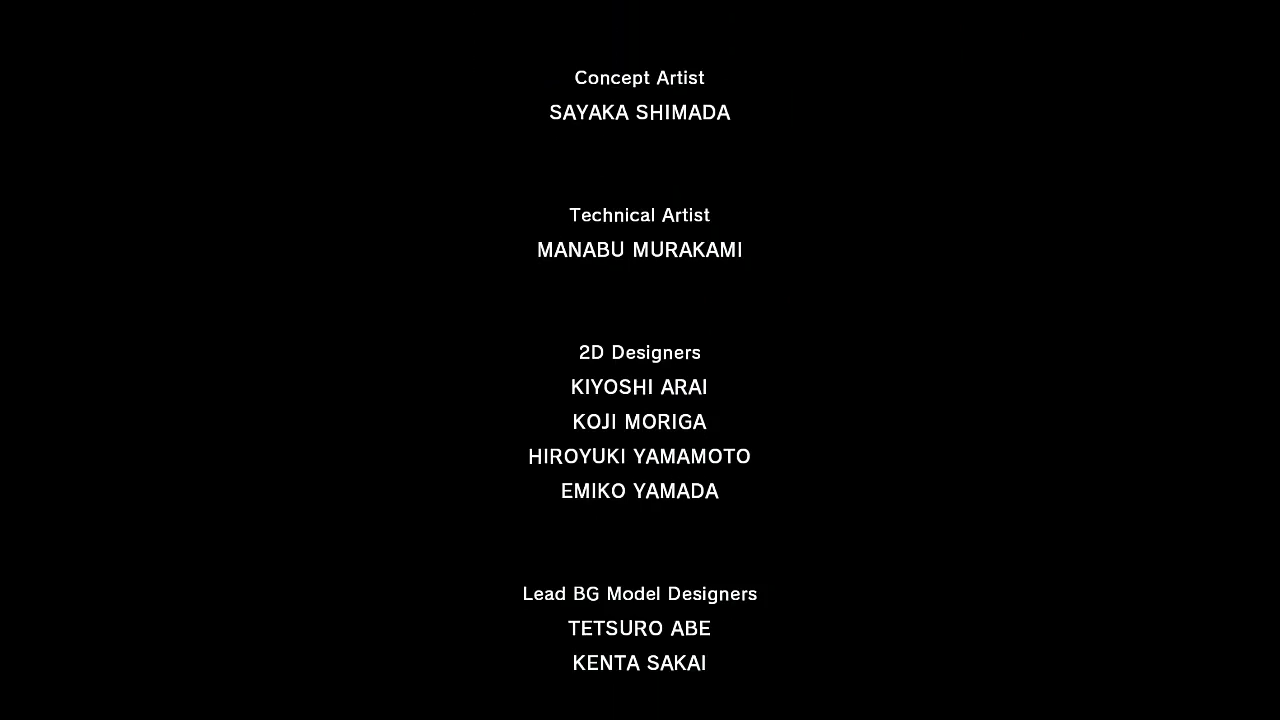 Concept Artist
SAYAKA SHIMADA
Technical Artist
MANABU MURAKAMI
2D Designers
KIYOSHI ARAI
KOJI MORIGA
HIROYUKI YAMAMOTO
EMIKO YAMADA
Lead BG Model Designers
TETSURO ABE
KENTA SAKAI